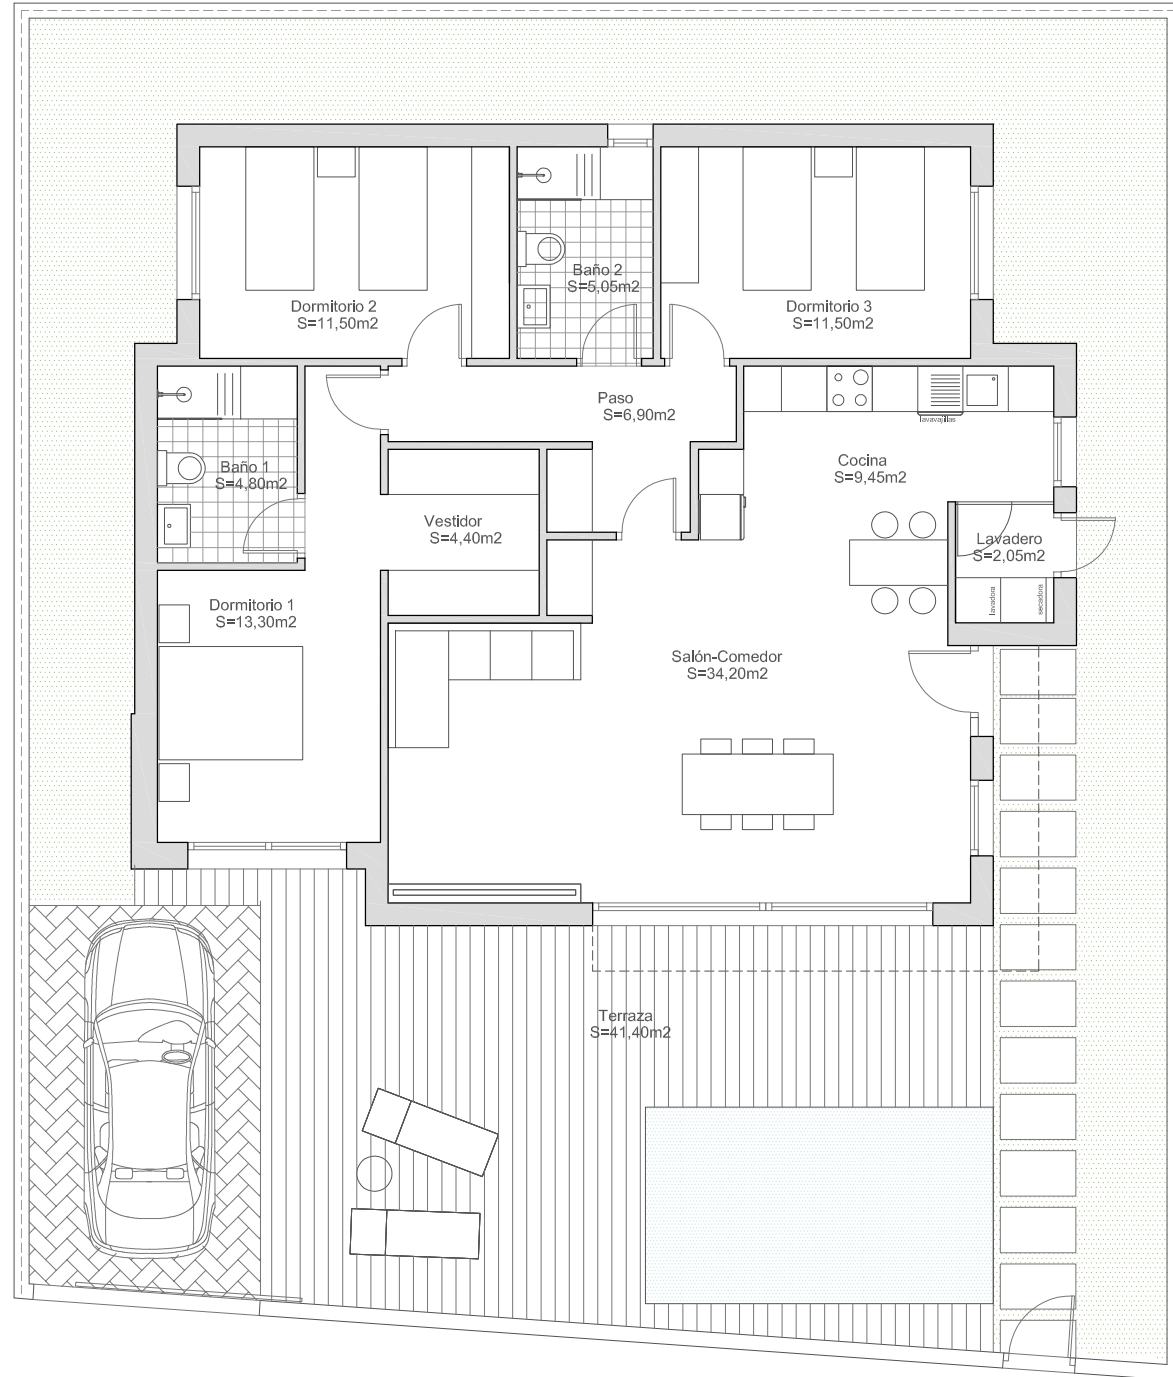 Baño 2
S=5,05m2
Dormitorio 2
S=11,50m2
Dormitorio 3
S=11,50m2
Paso
S=6,90m2
lavavajillas
Baño 1
S=4,80m2
Cocina
S=9,45m2
Vestidor
S=4,40m2
Lavadero
S=2,05m2
lavadora
secadora
Dormitorio 1
S=13,30m2
Salón-Comedor
S=34,20m2
Terraza
S=41,40m2